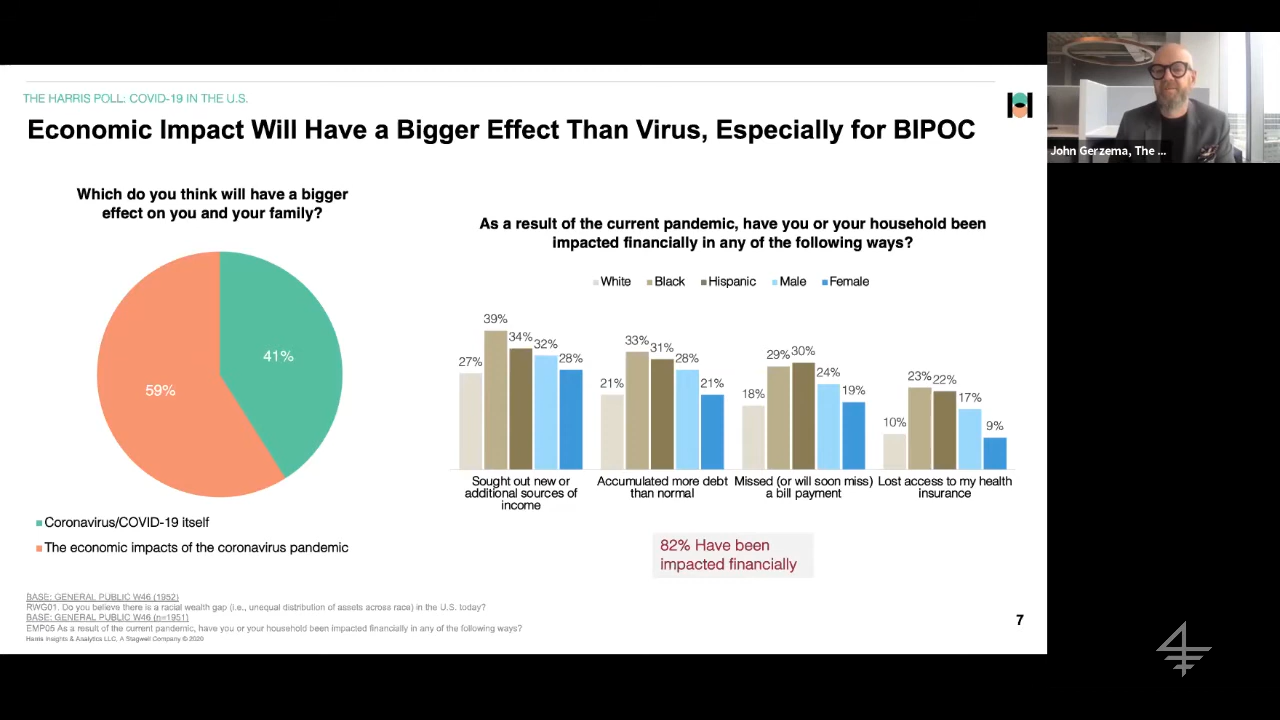 THE HARRIS POLL: COVID-19 IN THE U.S.
Economic Impact Will Have a Bigger Effect Than Virus, Especially for BIPOC
John Gerzema, The ...
Which do you think will have a bigger
effect on you and your family?
41%
59%
Coronavirus/COVID-19 itself
The economic impacts of the coronavirus pandemic
As a result of the current pandemic, have you or your household been
impacted financially in any of the following ways?
White Black Hispanic Male Female
27% 39% 34% 32% 28%
21% 33% 31% 28% 21%
18% 29% 30% 24% 19%
10% 23% 22% 17% 9%
Sought out new or
additional sources of
income
Accumulated more debt
than normal
Missed (or will soon miss)
a bill payment
Lost access to my health
insurance
82% Have been
impacted financially
BASE: GENERAL PUBLIC W46 (1952)
RWG01. Do you believe there is a racial wealth gap (i.e., unequal distribution of assets across race) in the U.S. today?
BASE: GENERAL PUBLIC W46 (n=1951)
EMP05 As a result of the current pandemic, have you or your household been impacted financially in any of the following ways?
Harris Insights & Analytics LLC, A Stagwell Company © 2020
7